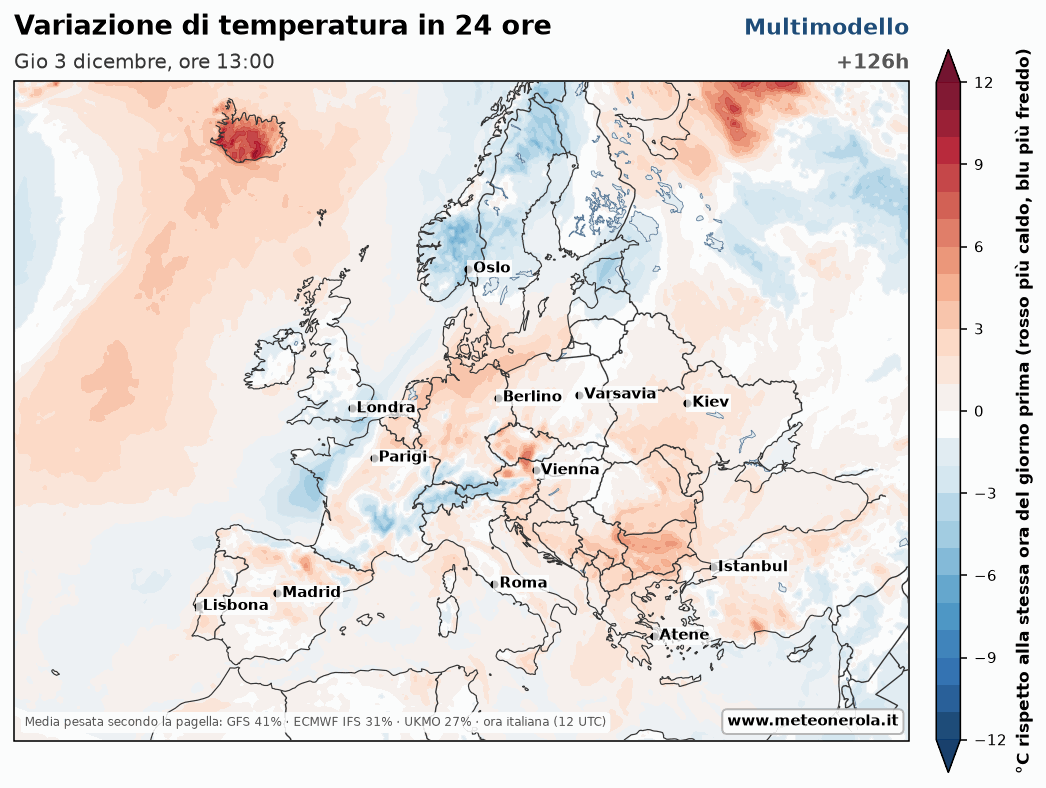 Variazione di temperatura in 24 ore
Multimodello
Gio 3 dicembre, ore 13:00
+126h
Oslo
Londra
Berlino
Varsavia
Kiev
Parigi
Vienna
Istanbul
Roma
Madrid
Lisbona
Atene
Media pesata secondo la pagella: GFS 41% · ECMWF IFS 31% · UKMO 27% · ora italiana (12 UTC)
www.meteonerola.it
12
9
6
3
0
−3
−6
−9
−12
°C rispetto alla stessa ora del giorno prima (rosso più caldo, blu più freddo)